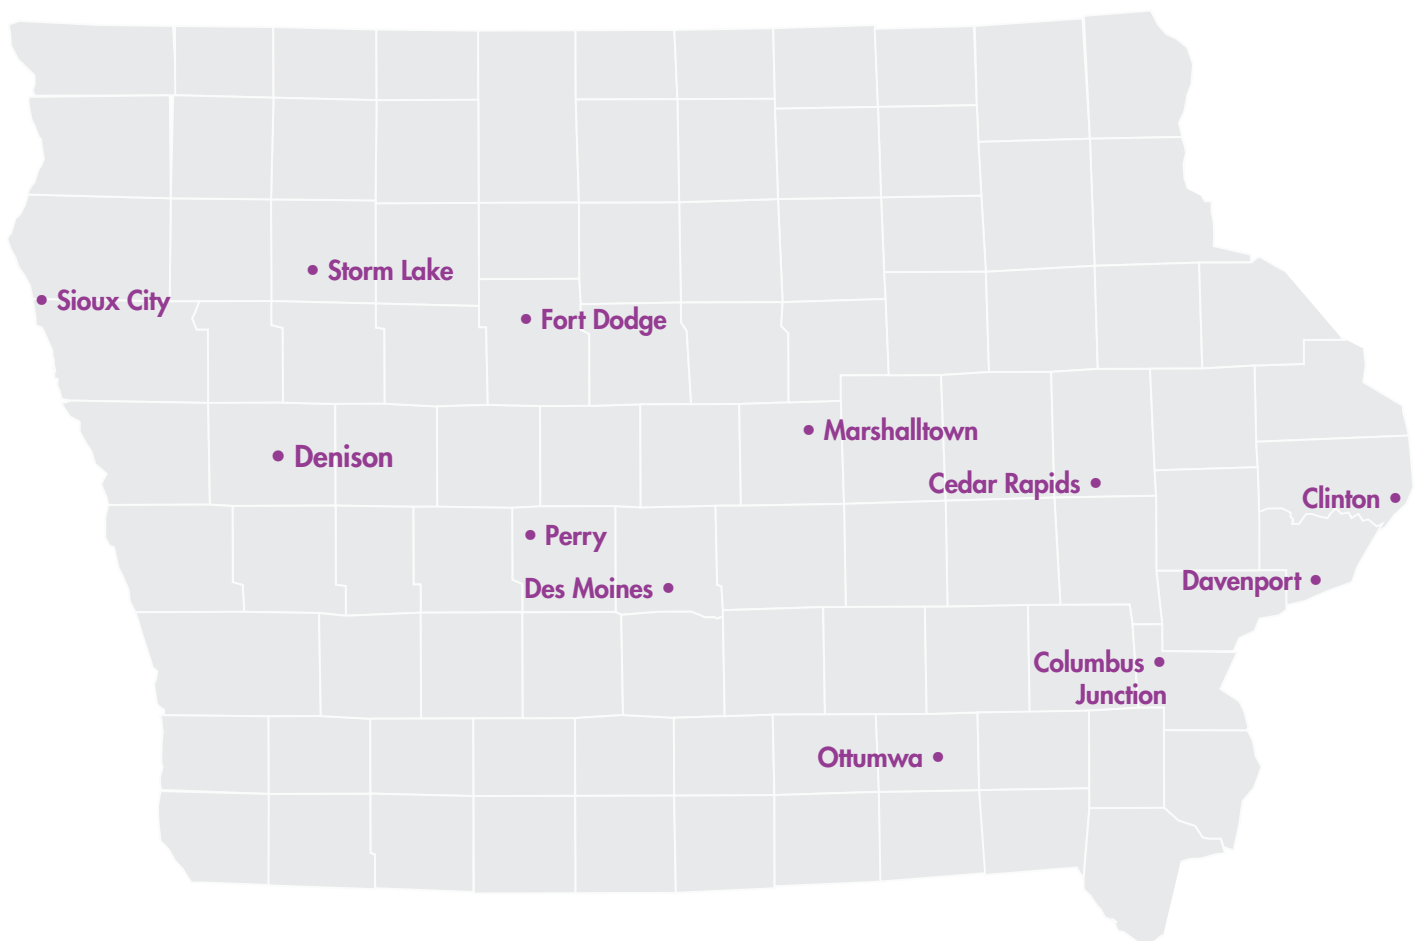 Storm Lake
Sioux City
Fort Dodge
Marshalltown
Denison
Cedar Rapids
Clinton
Perry
Davenport
Des Moines
Columbus
Junction
Ottumwa